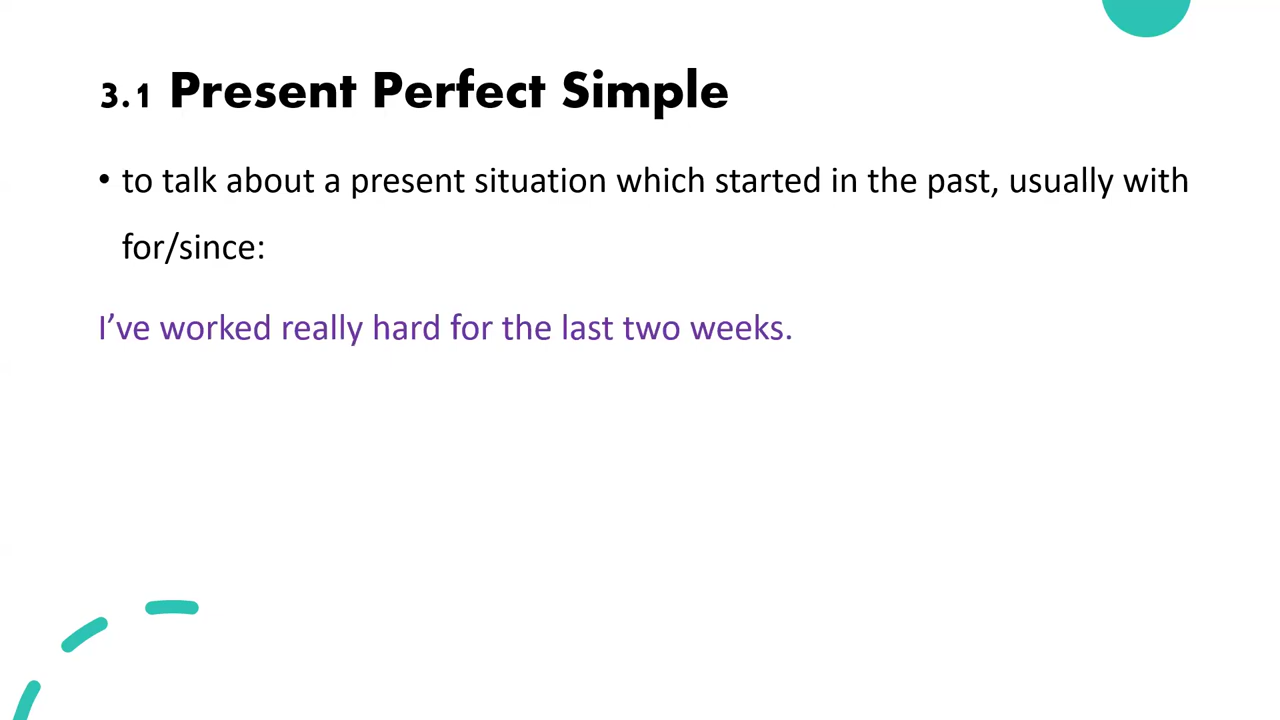 3.1 Present Perfect Simple
• to talk about a present situation which started in the past, usually with
for/since:
I’ve worked really hard for the last two weeks.